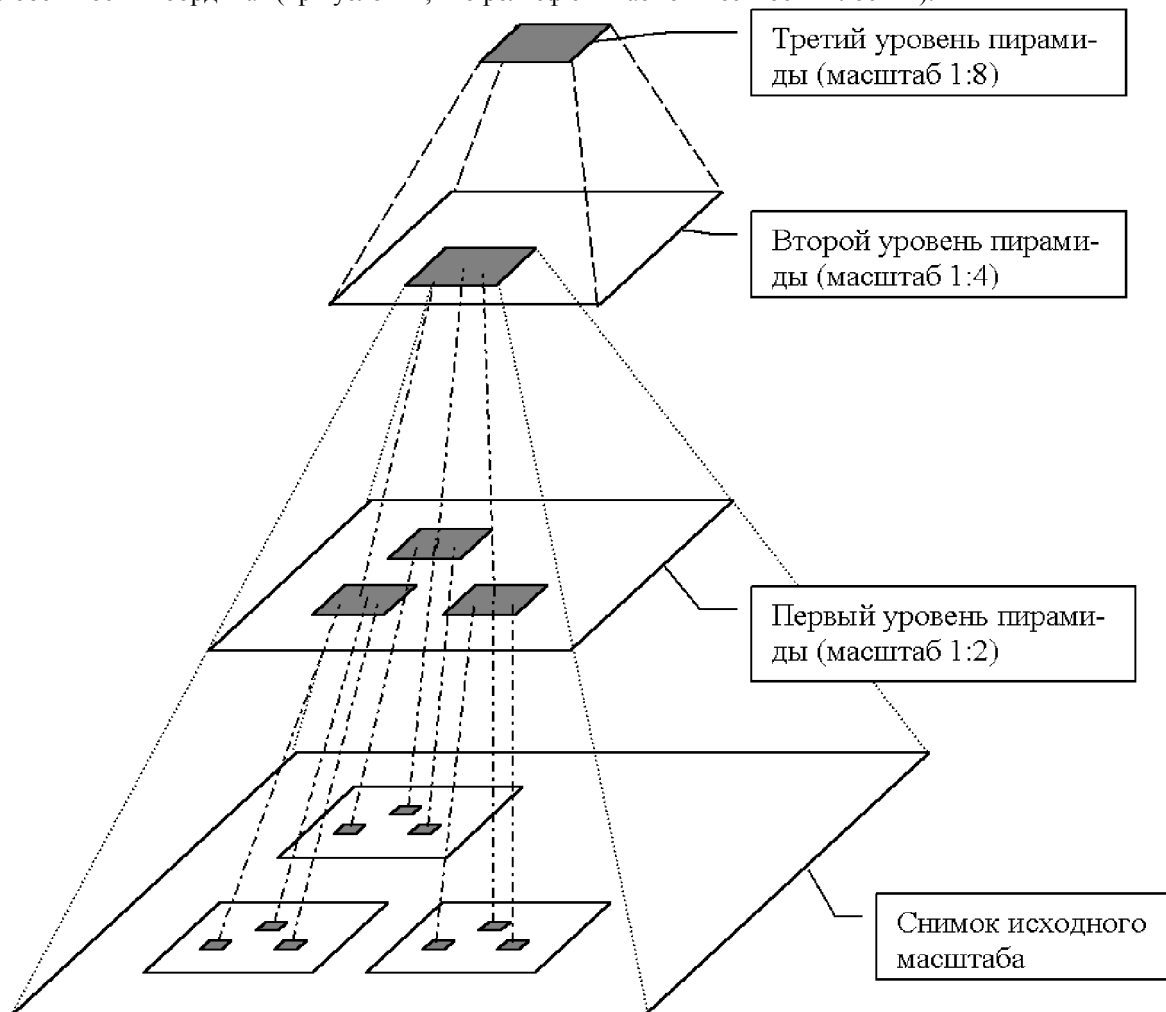 Третий уровень пирами-
ды (масштаб 1:8)
Второй уровень пирами-
ды (масштаб 1:4)
Первый уровень пирами-
ды (масштаб 1:2)
Снимок исходного
масштаба